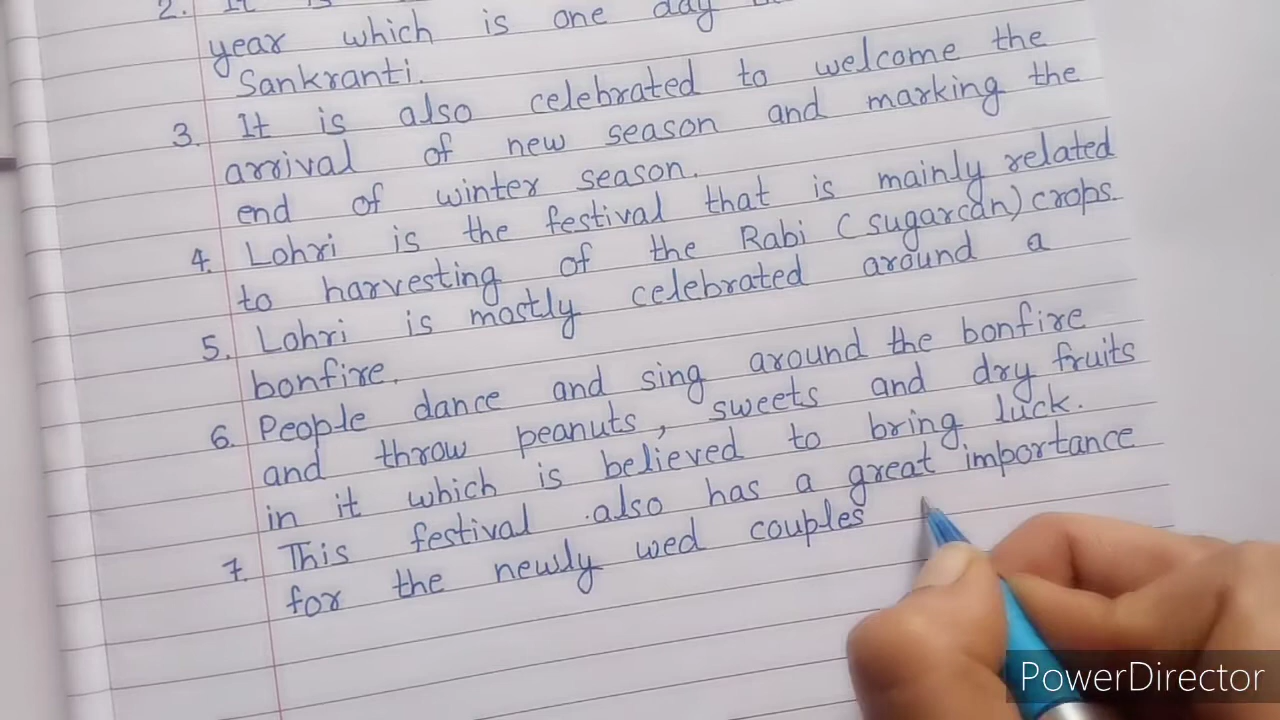 2. It is
year which is one day
Sankranti.
3. It is also celebrated to welcome the
arrival of new season and marking the
end of winter season.
4. Lohri is the festival that is mainly related
to harvesting of the Rabi (sugarcan) crops.
5. Lohri is mostly celebrated around a
bonfire.
6. People dance and sing around the bonfire
and throw peanuts, sweets and dry fruits
in it which is believed to bring luck.
7. This festival also has a great importance
for the newly wed couples
PowerDirector